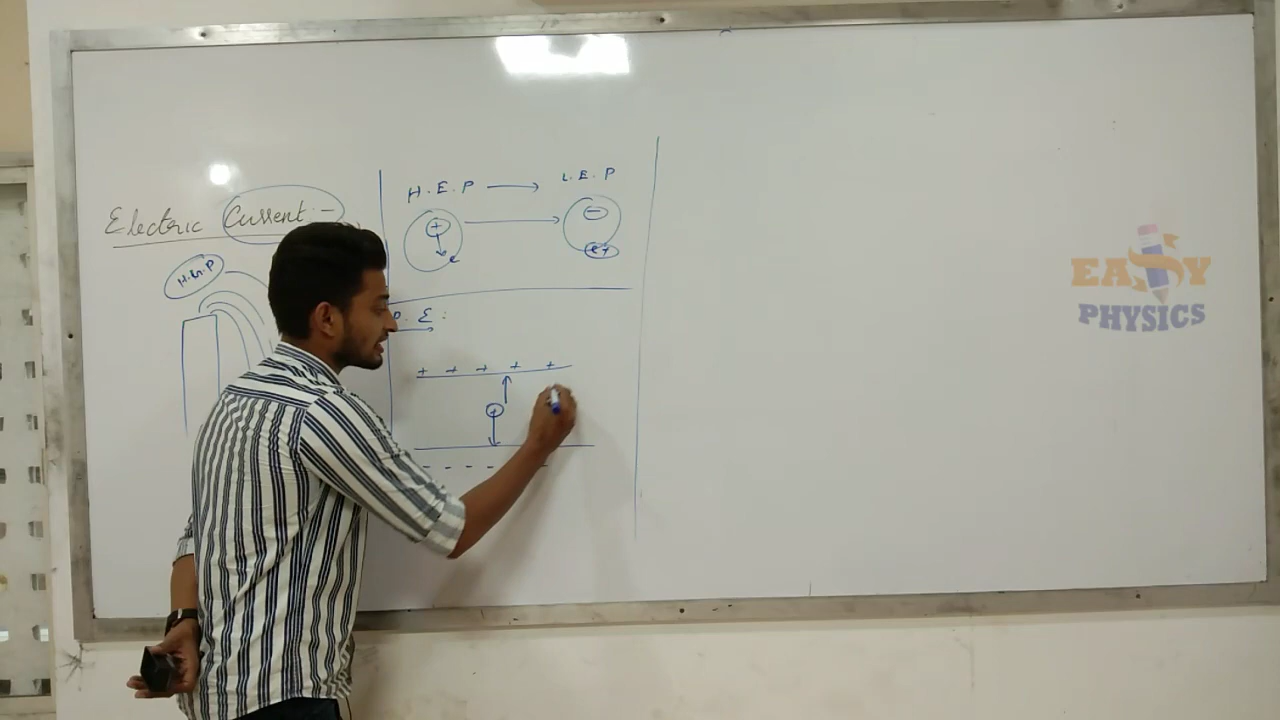 Electric Current :-
H.G.P
H.E.P → L.E.P
+ → -
e e+
P.E :
+ + + + +
+
- - - - -
EASY
PHYSICS